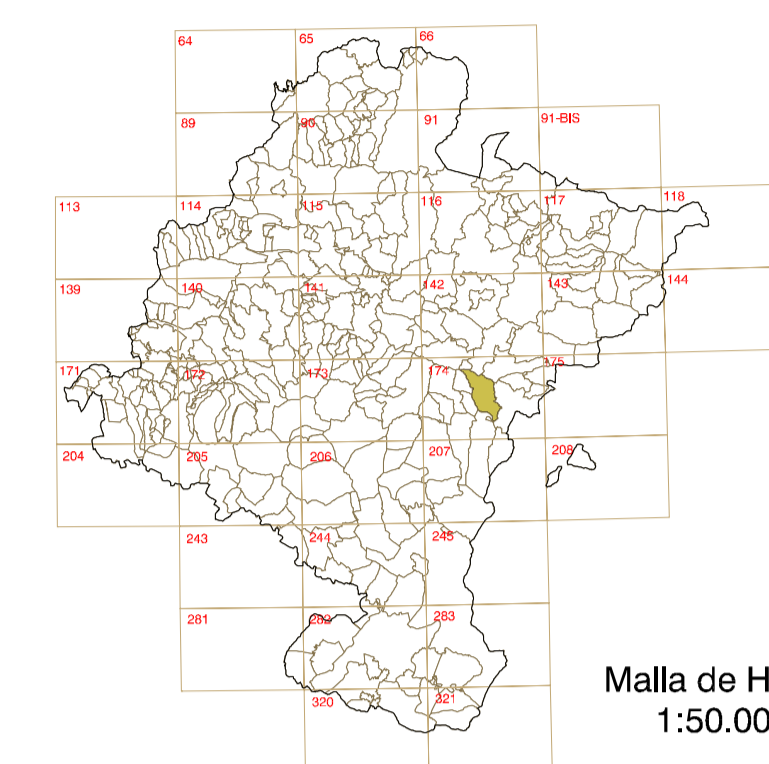 64 65 66
89 90 91 91-BIS
113 114 115 116 117 118
139 140 141 142 143 144
171 172 173 174 175
204 205 206 207 208
243 244 245
281 282 283
320 321
Malla de H
1:50.00